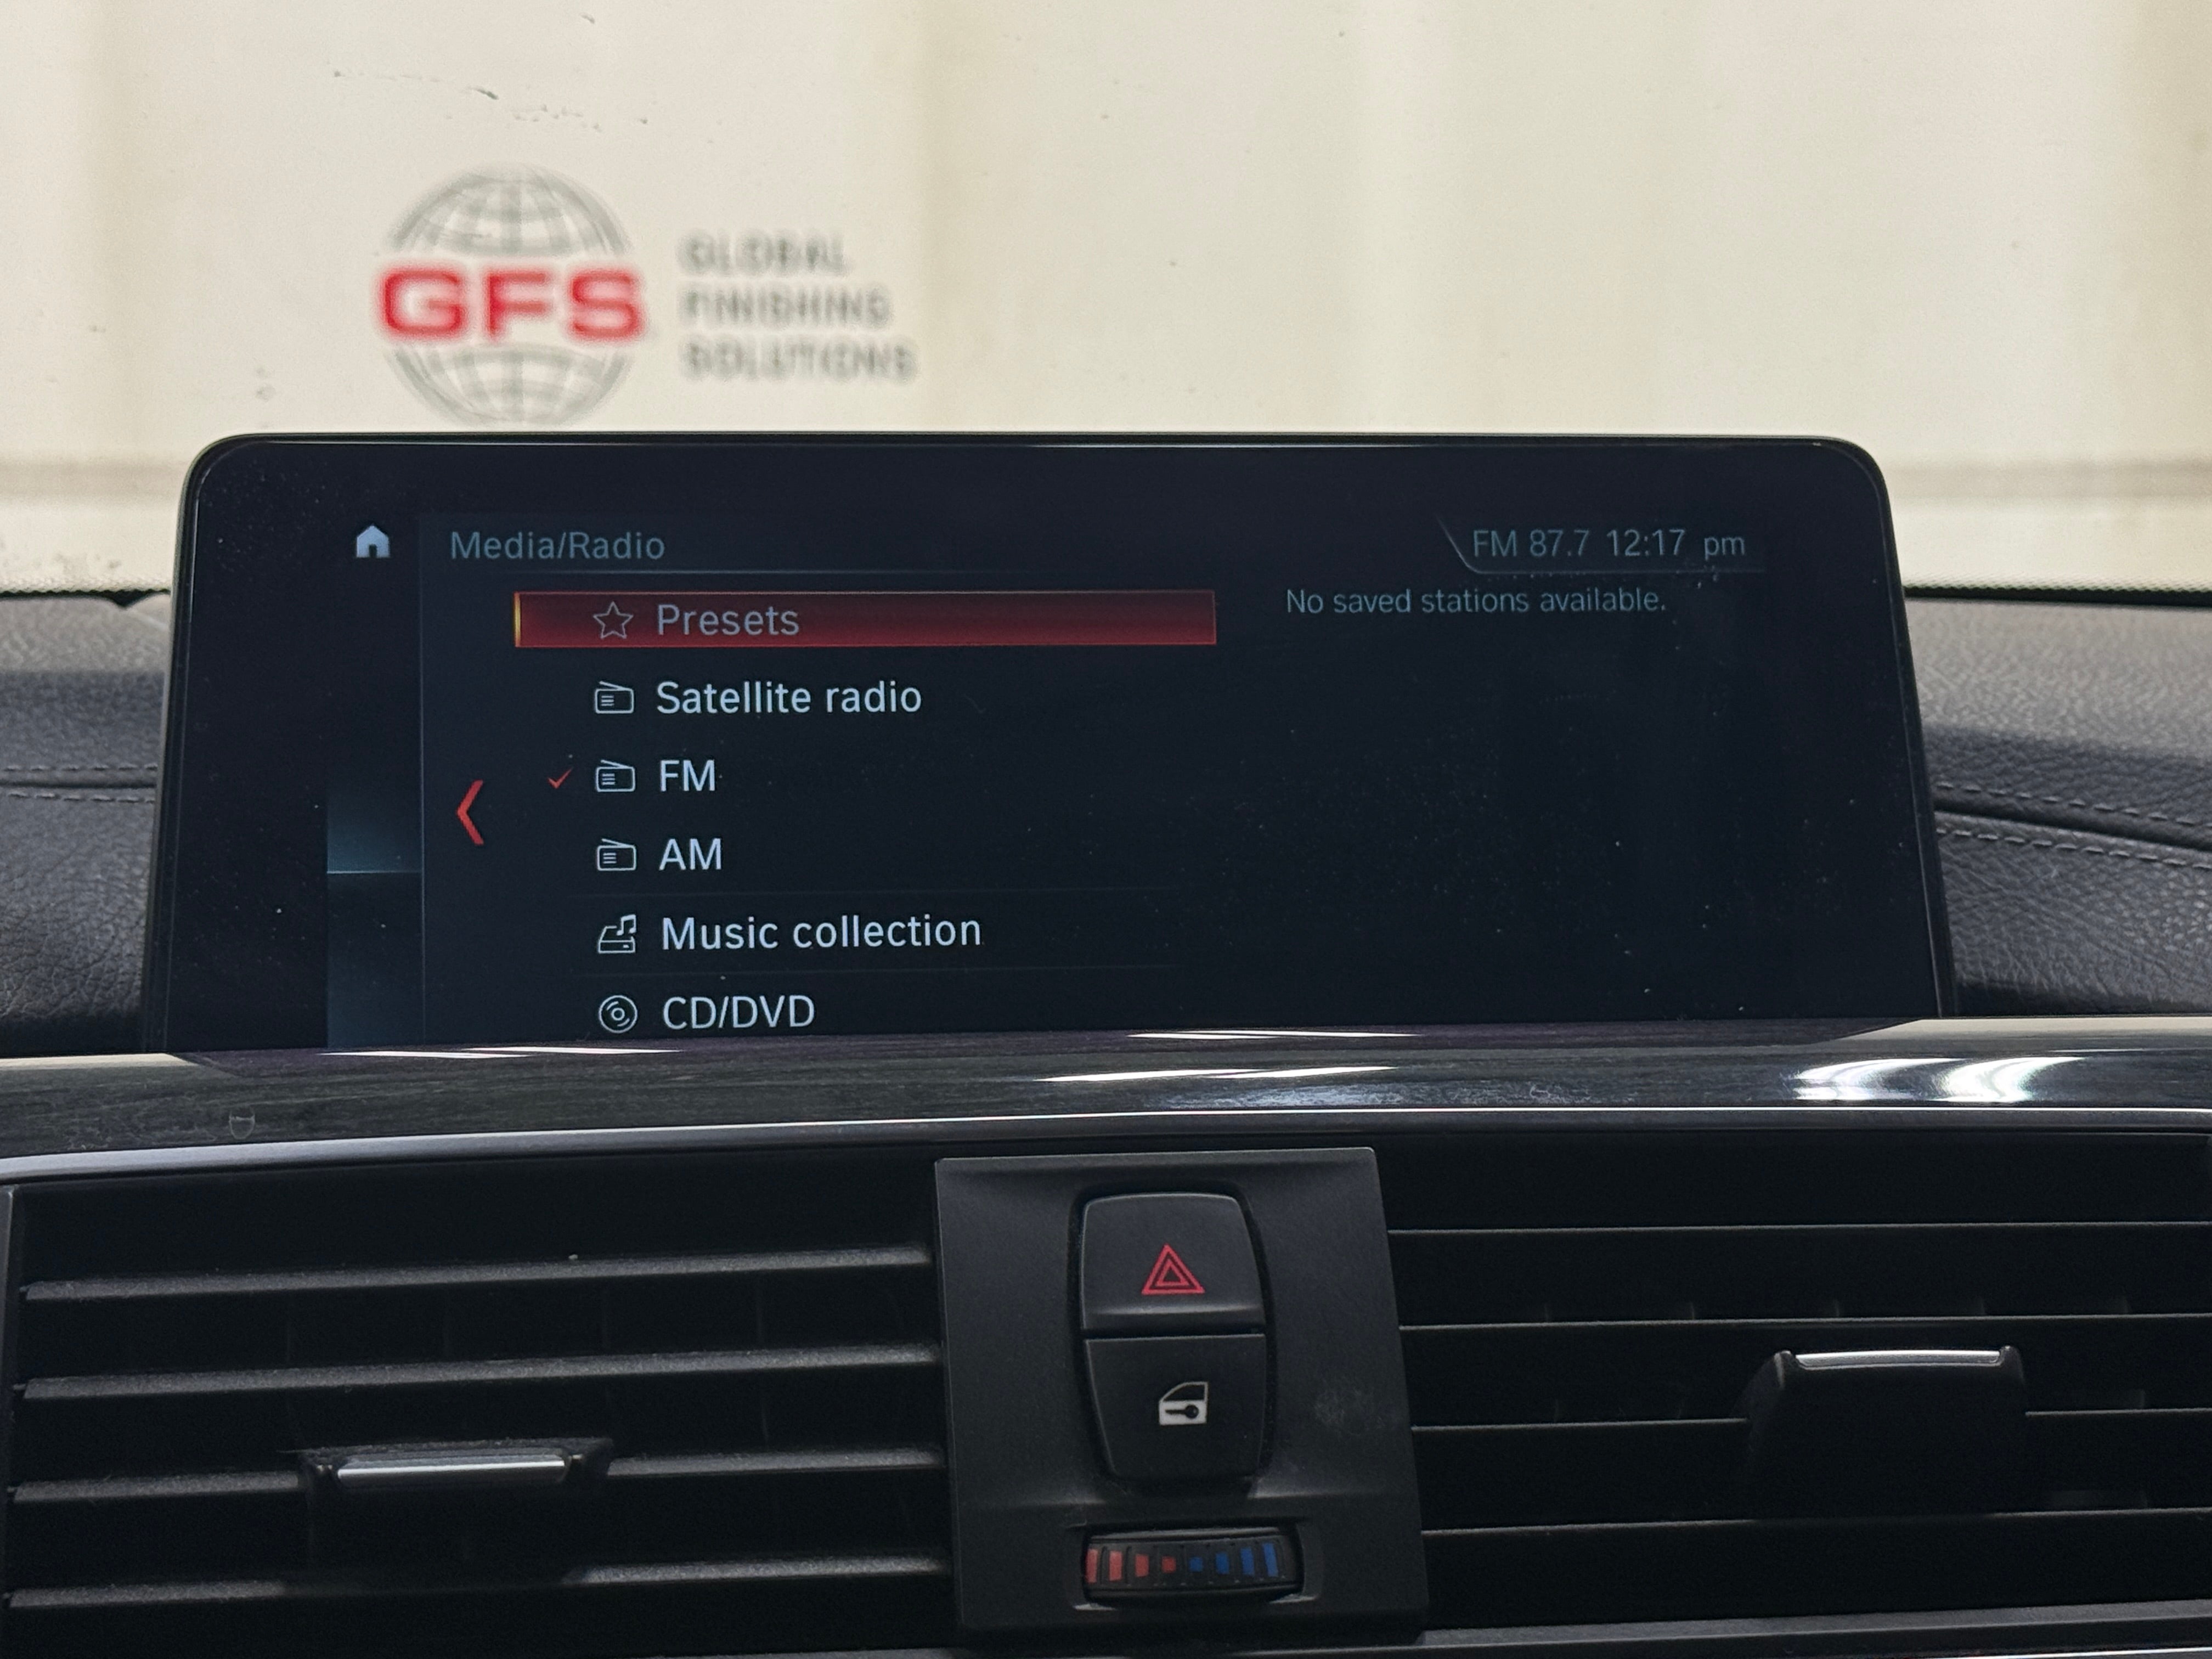 GFS
GLOBAL
FINISHING
SOLUTIONS
Media/Radio
FM 87.7 12:17 pm
Presets
No saved stations available.
Satellite radio
FM
AM
Music collection
CD/DVD